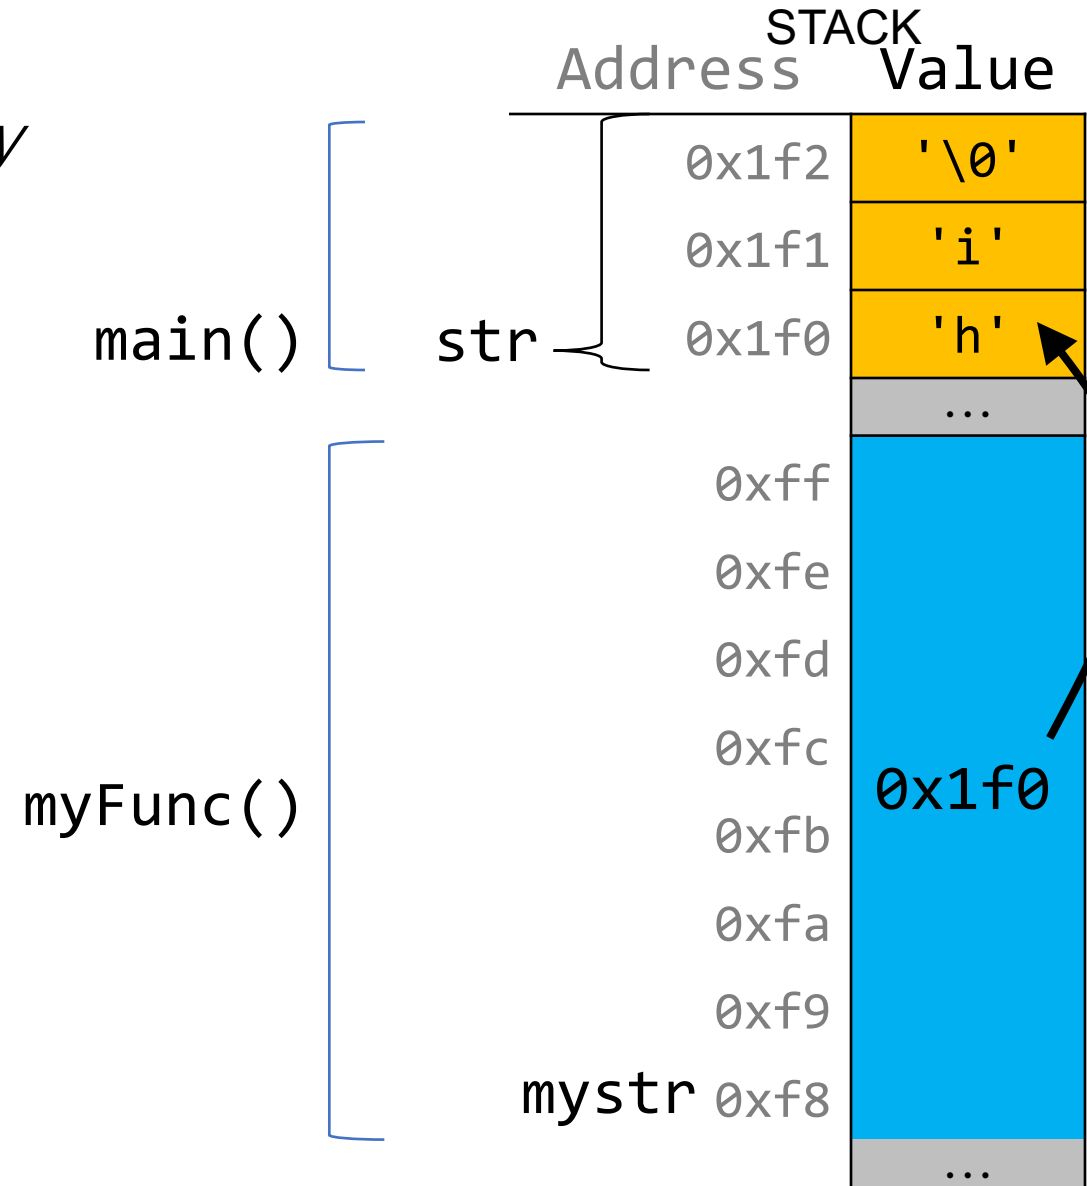 STACK
Address Value
y
0x1f2 '\0'
0x1f1 'i'
main() str 0x1f0 'h'
...
0xff
0xfe
0xfd
0xfc
0x1f0
myFunc()
0xfb
0xfa
0xf9
mystr 0xf8
...